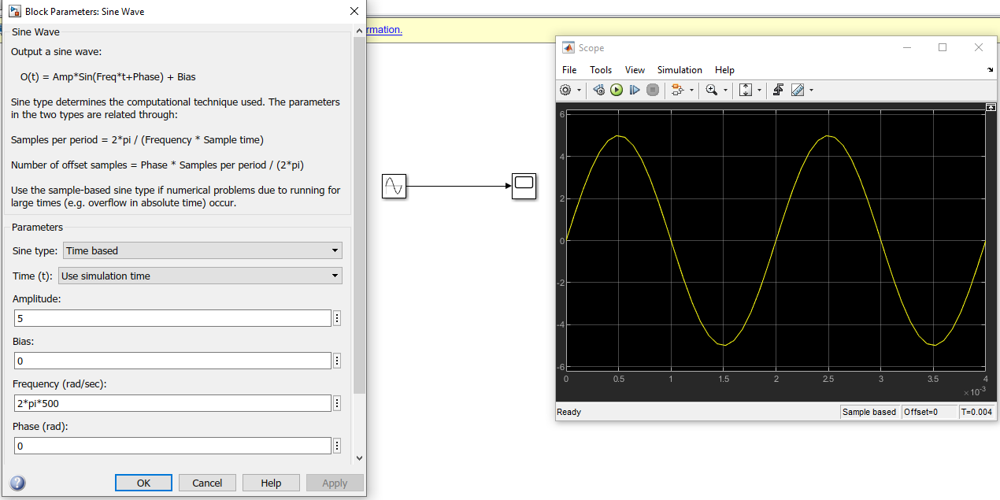 Block Parameters: Sine Wave
Sine Wave
Output a sine wave:
O(t) = Amp*Sin(Freq*t+Phase) + Bias
Sine type determines the computational technique used. The parameters
in the two types are related through:
Samples per period = 2*pi / (Frequency * Sample time)
Number of offset samples = Phase * Samples per period / (2*pi)
Use the sample-based sine type if numerical problems due to running for
large times (e.g. overflow in absolute time) occur.
Parameters
Sine type: Time based
Time (t): Use simulation time
Amplitude:
5
Bias:
0
Frequency (rad/sec):
2*pi*500
Phase (rad):
0
OK Cancel Help Apply
rmation.
Scope
File Tools View Simulation Help
6
4
2
0
-2
-4
-6
0 0.5 1 1.5 2 2.5 3 3.5 4
×10⁻³
Ready Sample based Offset=0 T=0.004